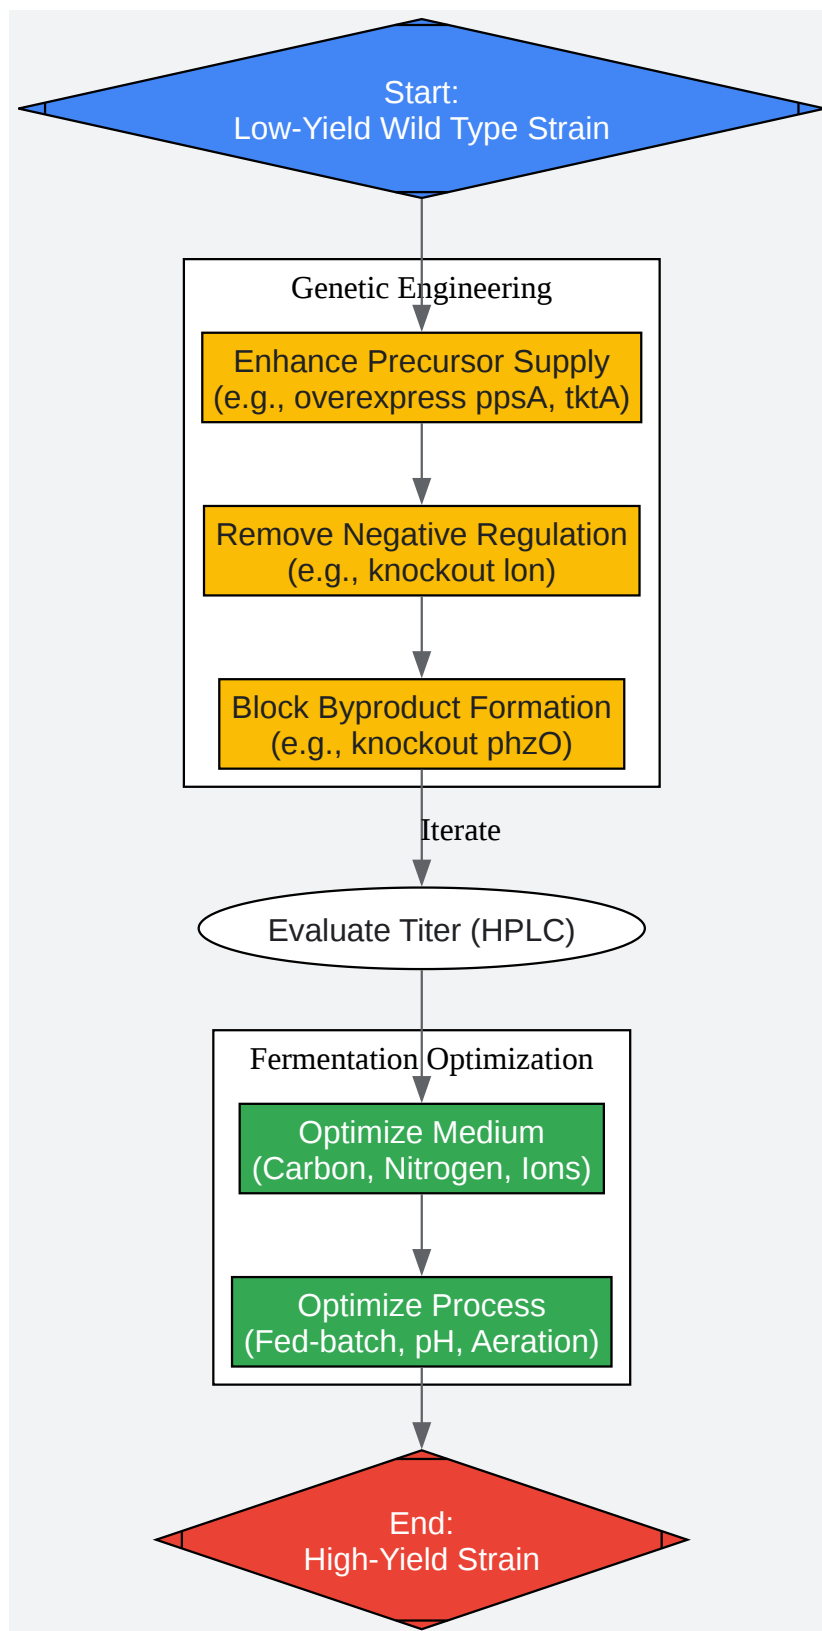 Start:
Low-Yield Wild Type Strain
Genetic Engineering
Enhance Precursor Supply
(e.g., overexpress ppsA, tktA)
Remove Negative Regulation
(e.g., knockout lon)
Block Byproduct Formation
(e.g., knockout phzO)
Iterate
Evaluate Titer (HPLC)
Fermentation Optimization
Optimize Medium
(Carbon, Nitrogen, Ions)
Optimize Process
(Fed-batch, pH, Aeration)
End:
High-Yield Strain